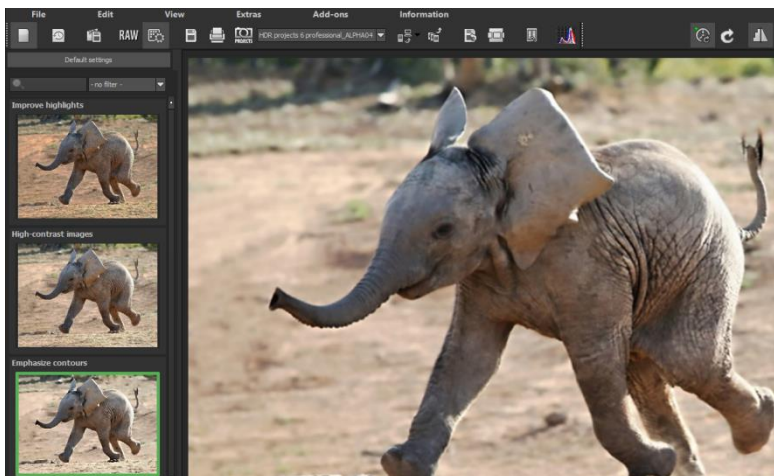 File Edit View Extras Add-ons Information
RAW PROJECTS HDR projects 6 professional_ALPHA04
Default settings
- no filter -
Improve highlights
High-contrast images
Emphasize contours